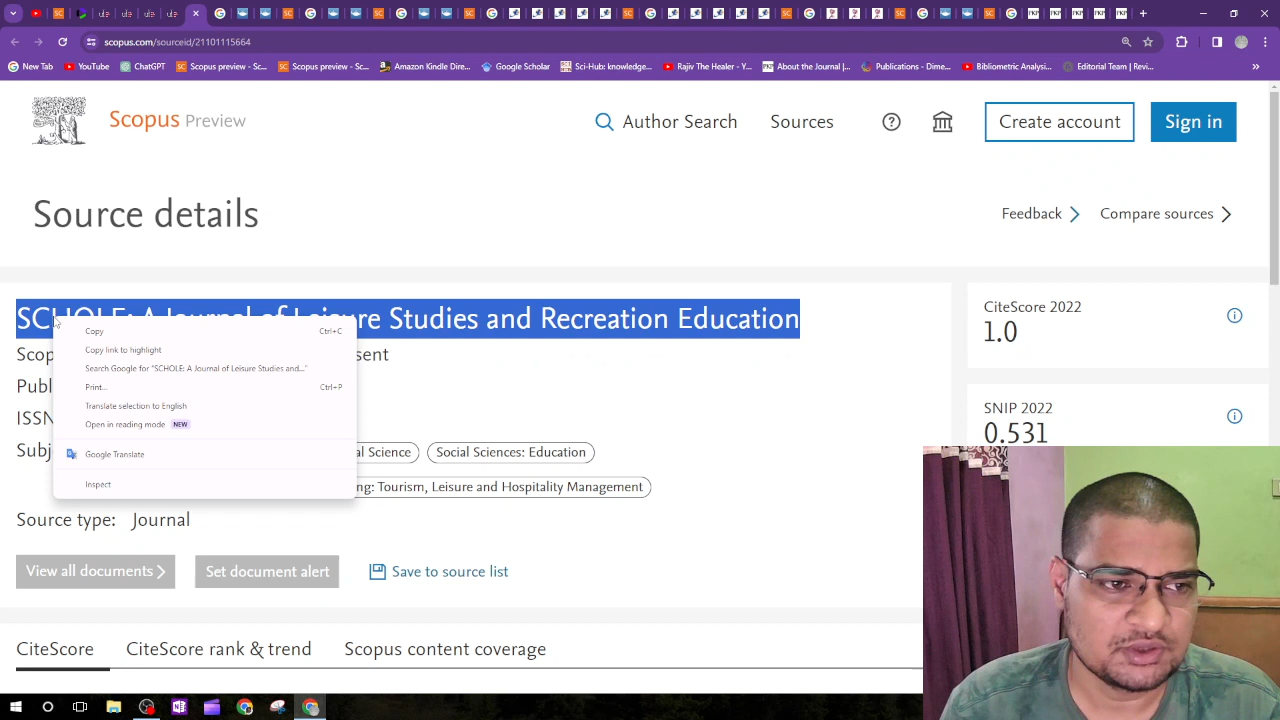 scopus.com/sourceid/21101115664
New Tab
YouTube
ChatGPT
Scopus preview - Sc...
Scopus preview - Sc...
Amazon Kindle Dire...
Google Scholar
Sci-Hub: knowledge...
Rajiv The Healer - Y...
About the Journal |...
Publications - Dime...
Bibliometric Analysi...
Editorial Team | Revi...
Scopus Preview
Author Search
Sources
Create account
Sign in
Source details
Feedback
Compare sources
SCHOLE: A Journal of Leisure Studies and Recreation Education
CiteScore 2022
1.0
SNIP 2022
0.531
Scop
sent
Publ
ISSN
Subj
al Science
Social Sciences: Education
ng: Tourism, Leisure and Hospitality Management
Copy Ctrl+C
Copy link to highlight
Search Google for "SCHOLE: A Journal of Leisure Studies and..."
Print... Ctrl+P
Translate selection to English
Open in reading mode NEW
Google Translate
Inspect
Source type: Journal
View all documents
Set document alert
Save to source list
CiteScore
CiteScore rank & trend
Scopus content coverage